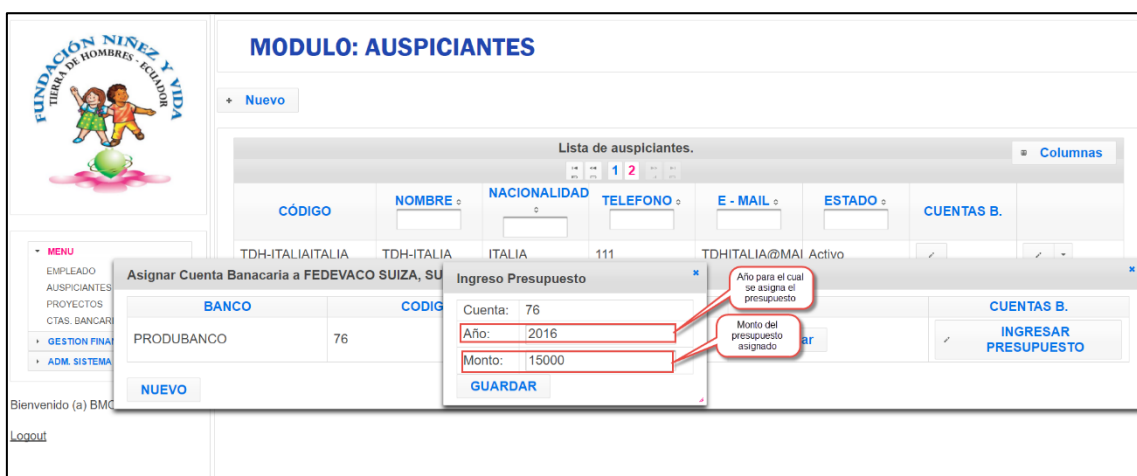 FUNDACIÓN NIÑEZ Y VIDA
TIERRA DE HOMBRES - ECUADOR
MODULO: AUSPICIANTES
+ Nuevo
Lista de auspiciantes.
Columnas
1 2
CÓDIGO NOMBRE NACIONALIDAD TELEFONO E - MAIL ESTADO CUENTAS B.
TDH-ITALIAITALIA TDH-ITALIA ITALIA 111 TDHITALIA@MAI Activo
MENU
EMPLEADO
AUSPICIANTES
PROYECTOS
CTAS. BANCARI
GESTION FINAN
ADM. SISTEMA
Bienvenido (a) BMC
Logout
Asignar Cuenta Banacaria a FEDEVACO SUIZA, SU
BANCO CODIG CUENTAS B.
PRODUBANCO 76 ar INGRESAR PRESUPUESTO
NUEVO
Ingreso Presupuesto
Cuenta: 76
Año: 2016
Monto: 15000
GUARDAR
Año para el cual
se asigna el
presupuesto
Monto del
presupuesto
asignado